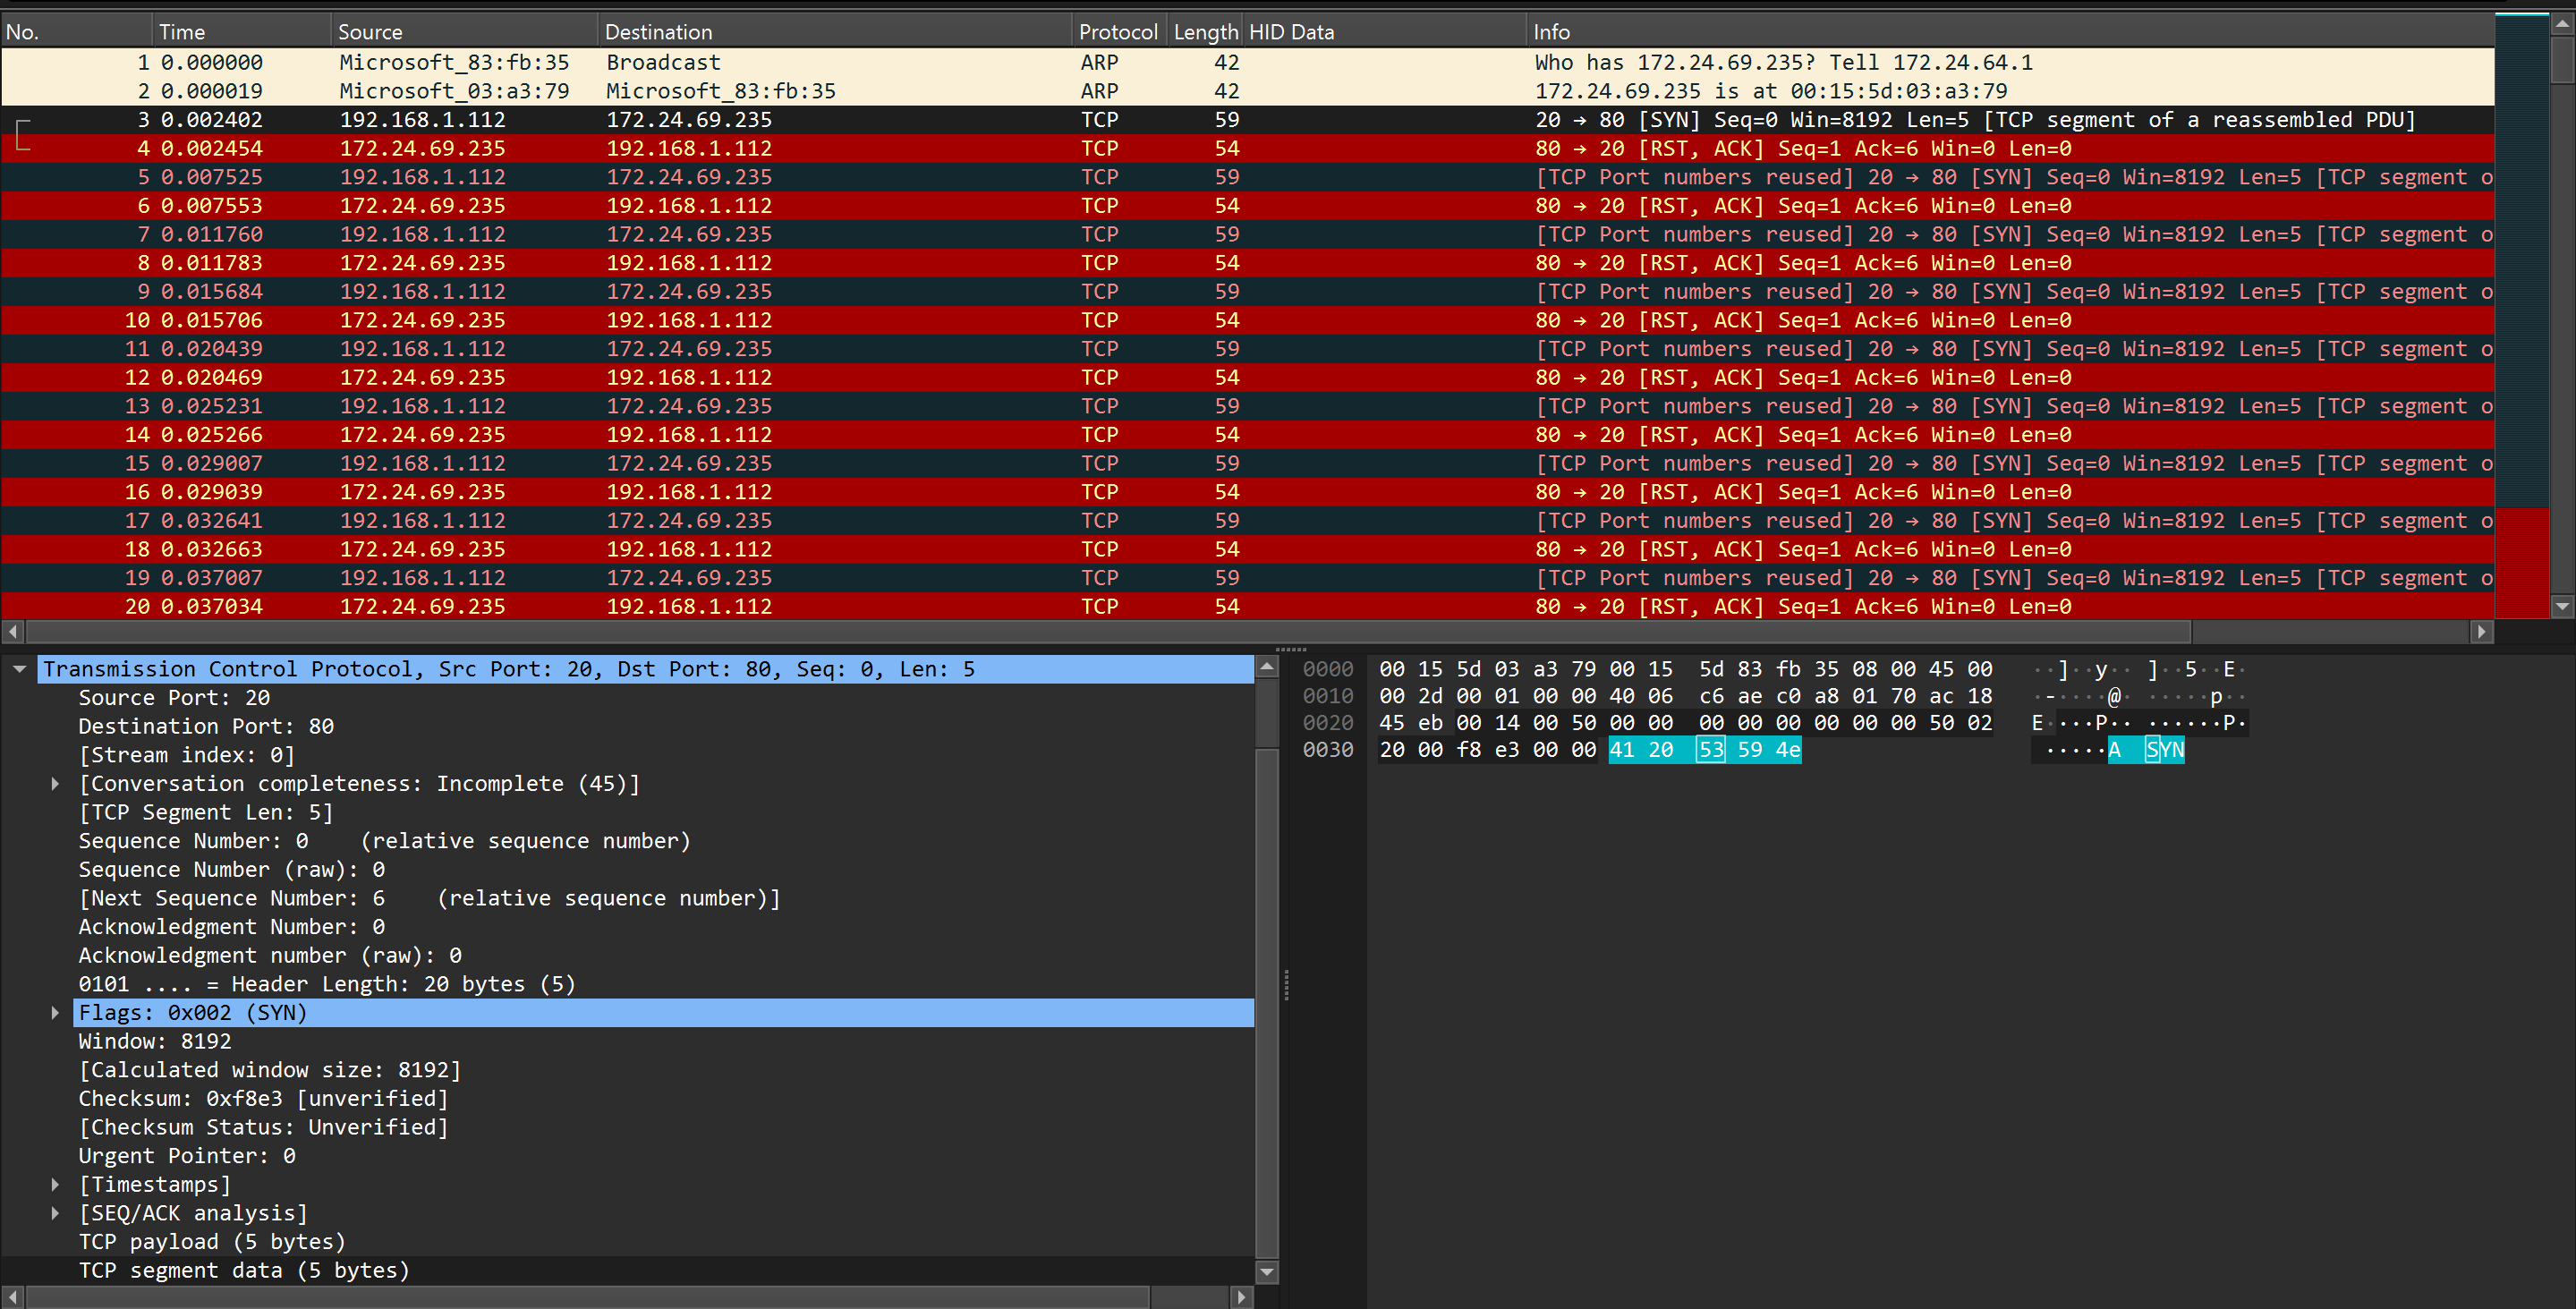 No. Time Source Destination Protocol Length HID Data Info
1 0.000000 Microsoft_83:fb:35 Broadcast ARP 42 Who has 172.24.69.235? Tell 172.24.64.1
2 0.000019 Microsoft_03:a3:79 Microsoft_83:fb:35 ARP 42 172.24.69.235 is at 00:15:5d:03:a3:79
3 0.002402 192.168.1.112 172.24.69.235 TCP 59 20 → 80 [SYN] Seq=0 Win=8192 Len=5 [TCP segment of a reassembled PDU]
4 0.002454 172.24.69.235 192.168.1.112 TCP 54 80 → 20 [RST, ACK] Seq=1 Ack=6 Win=0 Len=0
5 0.007525 192.168.1.112 172.24.69.235 TCP 59 [TCP Port numbers reused] 20 → 80 [SYN] Seq=0 Win=8192 Len=5 [TCP segment o
6 0.007553 172.24.69.235 192.168.1.112 TCP 54 80 → 20 [RST, ACK] Seq=1 Ack=6 Win=0 Len=0
7 0.011760 192.168.1.112 172.24.69.235 TCP 59 [TCP Port numbers reused] 20 → 80 [SYN] Seq=0 Win=8192 Len=5 [TCP segment o
8 0.011783 172.24.69.235 192.168.1.112 TCP 54 80 → 20 [RST, ACK] Seq=1 Ack=6 Win=0 Len=0
9 0.015684 192.168.1.112 172.24.69.235 TCP 59 [TCP Port numbers reused] 20 → 80 [SYN] Seq=0 Win=8192 Len=5 [TCP segment o
10 0.015706 172.24.69.235 192.168.1.112 TCP 54 80 → 20 [RST, ACK] Seq=1 Ack=6 Win=0 Len=0
11 0.020439 192.168.1.112 172.24.69.235 TCP 59 [TCP Port numbers reused] 20 → 80 [SYN] Seq=0 Win=8192 Len=5 [TCP segment o
12 0.020469 172.24.69.235 192.168.1.112 TCP 54 80 → 20 [RST, ACK] Seq=1 Ack=6 Win=0 Len=0
13 0.025231 192.168.1.112 172.24.69.235 TCP 59 [TCP Port numbers reused] 20 → 80 [SYN] Seq=0 Win=8192 Len=5 [TCP segment o
14 0.025266 172.24.69.235 192.168.1.112 TCP 54 80 → 20 [RST, ACK] Seq=1 Ack=6 Win=0 Len=0
15 0.029007 192.168.1.112 172.24.69.235 TCP 59 [TCP Port numbers reused] 20 → 80 [SYN] Seq=0 Win=8192 Len=5 [TCP segment o
16 0.029039 172.24.69.235 192.168.1.112 TCP 54 80 → 20 [RST, ACK] Seq=1 Ack=6 Win=0 Len=0
17 0.032641 192.168.1.112 172.24.69.235 TCP 59 [TCP Port numbers reused] 20 → 80 [SYN] Seq=0 Win=8192 Len=5 [TCP segment o
18 0.032663 172.24.69.235 192.168.1.112 TCP 54 80 → 20 [RST, ACK] Seq=1 Ack=6 Win=0 Len=0
19 0.037007 192.168.1.112 172.24.69.235 TCP 59 [TCP Port numbers reused] 20 → 80 [SYN] Seq=0 Win=8192 Len=5 [TCP segment o
20 0.037034 172.24.69.235 192.168.1.112 TCP 54 80 → 20 [RST, ACK] Seq=1 Ack=6 Win=0 Len=0
Transmission Control Protocol, Src Port: 20, Dst Port: 80, Seq: 0, Len: 5
Source Port: 20
Destination Port: 80
[Stream index: 0]
[Conversation completeness: Incomplete (45)]
[TCP Segment Len: 5]
Sequence Number: 0 (relative sequence number)
Sequence Number (raw): 0
[Next Sequence Number: 6 (relative sequence number)]
Acknowledgment Number: 0
Acknowledgment number (raw): 0
0101 .... = Header Length: 20 bytes (5)
Flags: 0x002 (SYN)
Window: 8192
[Calculated window size: 8192]
Checksum: 0xf8e3 [unverified]
[Checksum Status: Unverified]
Urgent Pointer: 0
[Timestamps]
[SEQ/ACK analysis]
TCP payload (5 bytes)
TCP segment data (5 bytes)
0000 00 15 5d 03 a3 79 00 15 5d 83 fb 35 08 00 45 00 ··]··y·· ]··5··E·
0010 00 2d 00 01 00 00 40 06 c6 ae c0 a8 01 70 ac 18 ·-····@· ·····p··
0020 45 eb 00 14 00 50 00 00 00 00 00 00 00 00 50 02 E····P·· ······P·
0030 20 00 f8 e3 00 00 41 20 53 59 4e ·····A SYN